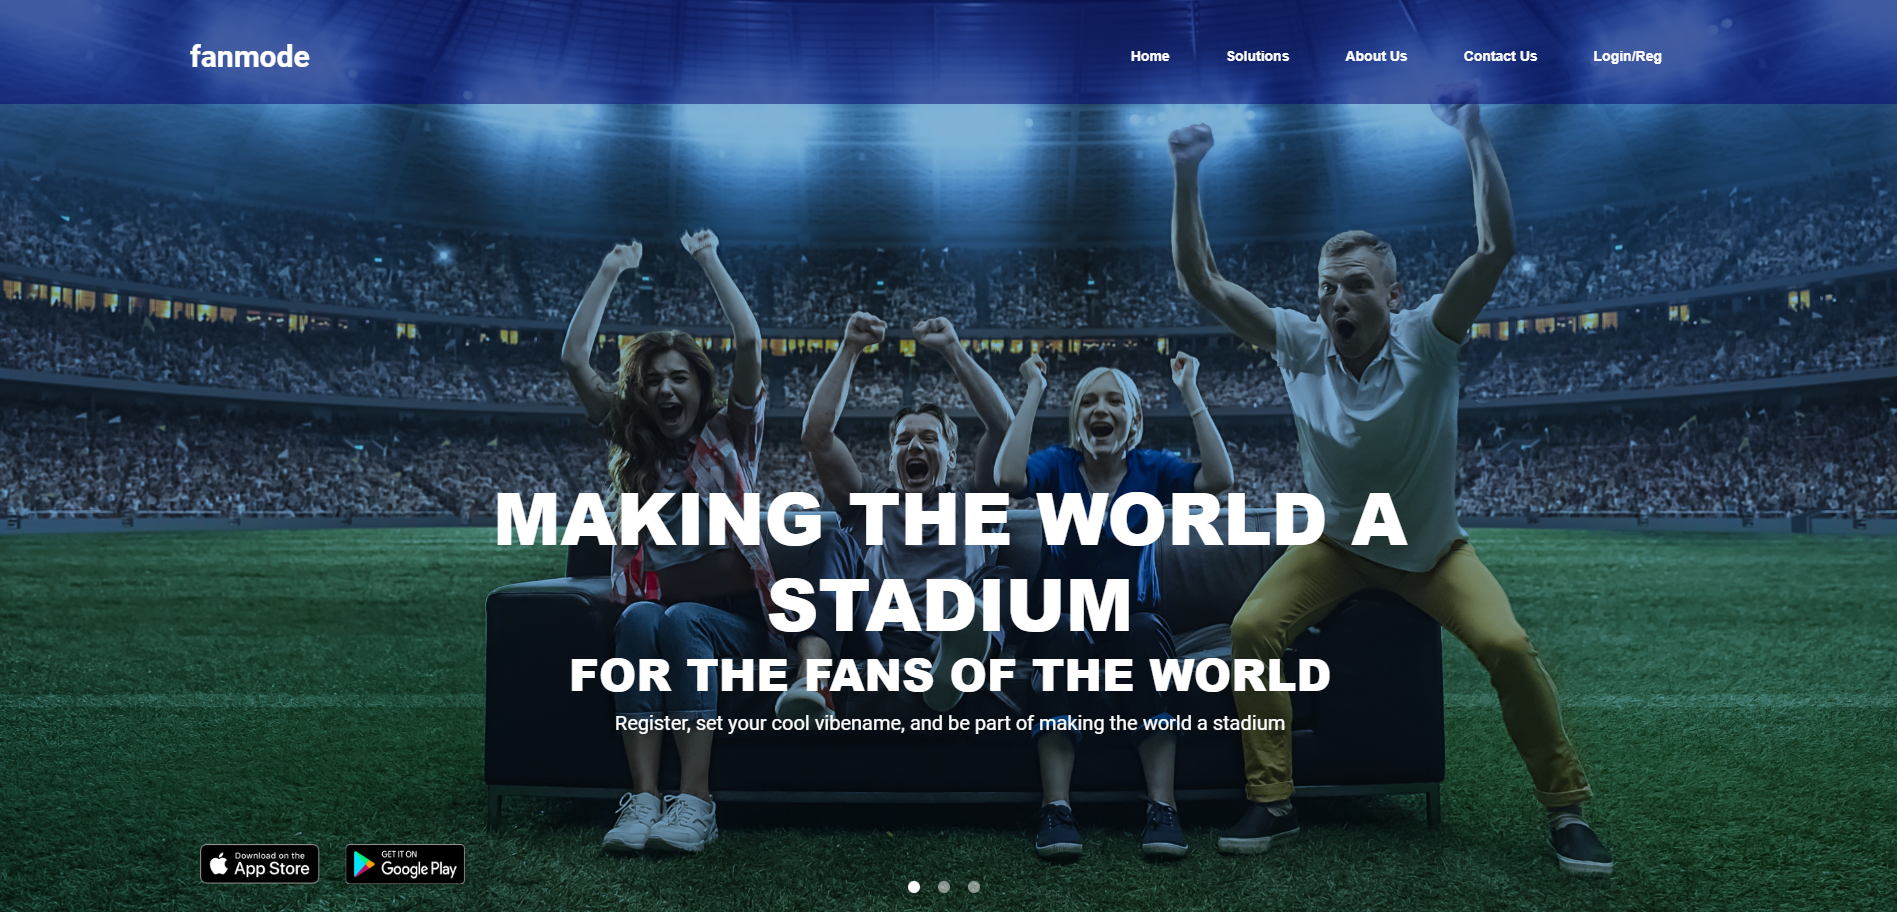 fanmode
Home Solutions About Us Contact Us Login/Reg
MAKING THE WORLD A
STADIUM
FOR THE FANS OF THE WORLD
Register, set your cool vibename, and be part of making the world a stadium
Download on the
App Store
GET IT ON
Google Play